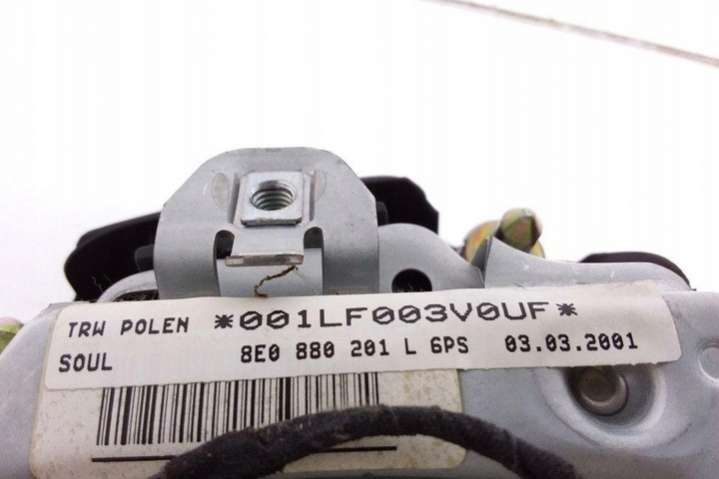 TRW POLEN *001LF003V0UF*
SOUL 8E0 880 201 L 6PS 03.03.2001